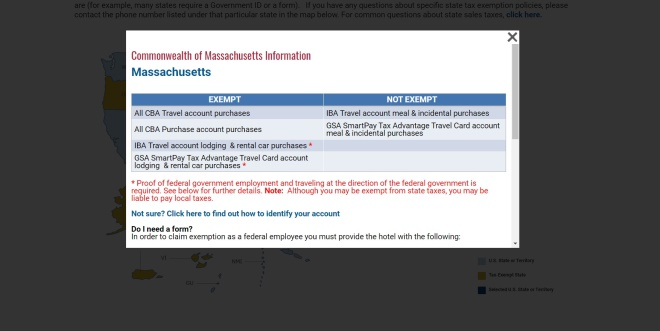 are (for example, many states require a Government ID or a form). If you have any questions about specific state tax exemption policies, please
contact the phone number listed under that particular state in the map below. For common questions about state sales taxes, click here.
Commonwealth of Massachusetts Information
Massachusetts
EXEMPT NOT EXEMPT
All CBA Travel account purchases IBA Travel account meal & incidental purchases
All CBA Purchase account purchases GSA SmartPay Tax Advantage Travel Card account
meal & incidental purchases
IBA Travel account lodging & rental car purchases *
GSA SmartPay Tax Advantage Travel Card account
lodging & rental car purchases *
* Proof of federal government employment and traveling at the direction of the federal government is
required. See below for further details. Note: Although you may be exempt from state taxes, you may be
liable to pay local taxes.
Not sure? Click here to find out how to identify your account
Do I need a form?
In order to claim exemption as a federal employee you must provide the hotel with the following:
U.S. State or Territory
Tax Exempt State
Selected U.S. State or Territory